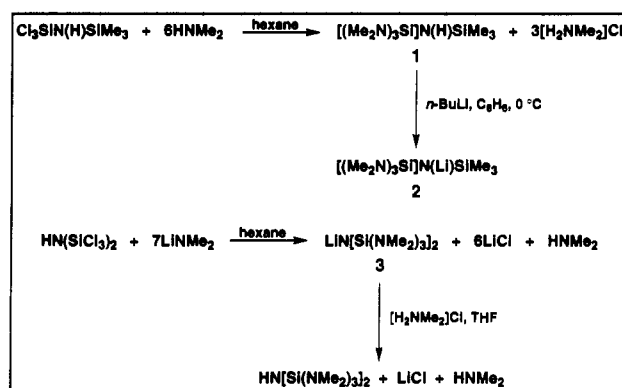 Cl₃SiN(H)SiMe₃ + 6HNMe₂ hexane [(Me₂N)₃Si]N(H)SiMe₃ + 3[H₂NMe₂]Cl
1
n-BuLi, C₆H₆, 0 °C
[(Me₂N)₃Si]N(Li)SiMe₃
2
HN(SiCl₃)₂ + 7LiNMe₂ hexane LiN[Si(NMe₂)₃]₂ + 6LiCl + HNMe₂
3
[H₂NMe₂]Cl, THF
HN[Si(NMe₂)₃]₂ + LiCl + HNMe₂